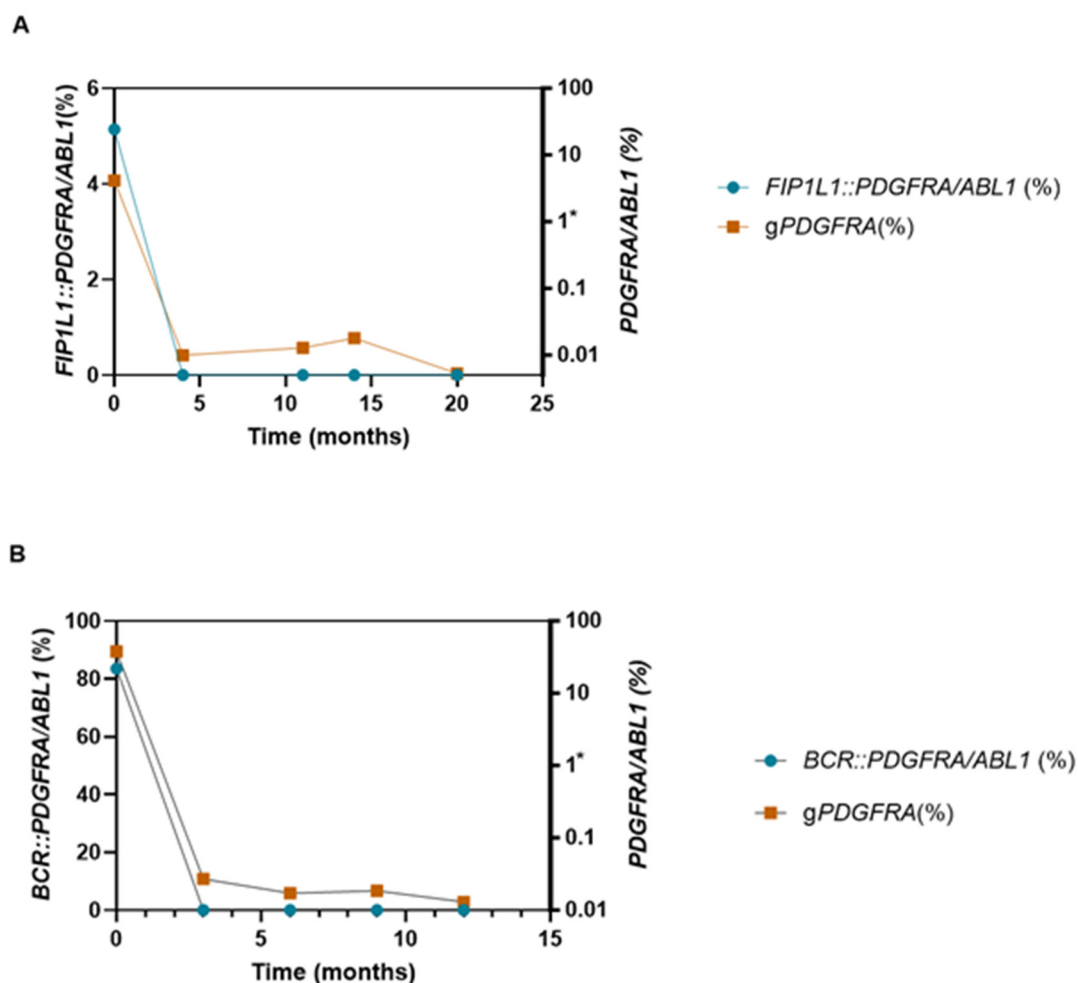 A
FIP1L1::PDGFRA/ABL1(%)
6
4
2
0
100
10
1*
0.1
0.01
PDGFRA/ABL1 (%)
0 5 10 15 20 25
Time (months)
FIP1L1::PDGFRA/ABL1 (%)
gPDGFRA(%)
B
BCR::PDGFRA/ABL1 (%)
100
80
60
40
20
0
100
10
1*
0.1
0.01
PDGFRA/ABL1 (%)
0 5 10 15
Time (months)
BCR::PDGFRA/ABL1 (%)
gPDGFRA(%)